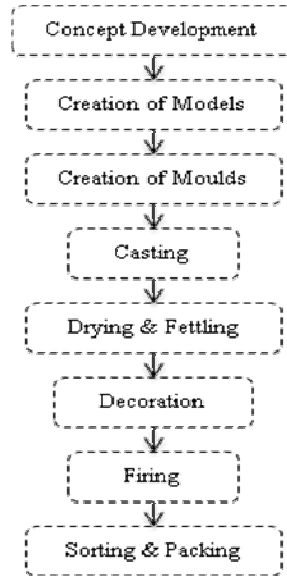 Concept Development
Creation of Models
Creation of Moulds
Casting
Drying & Fettling
Decoration
Firing
Sorting & Packing